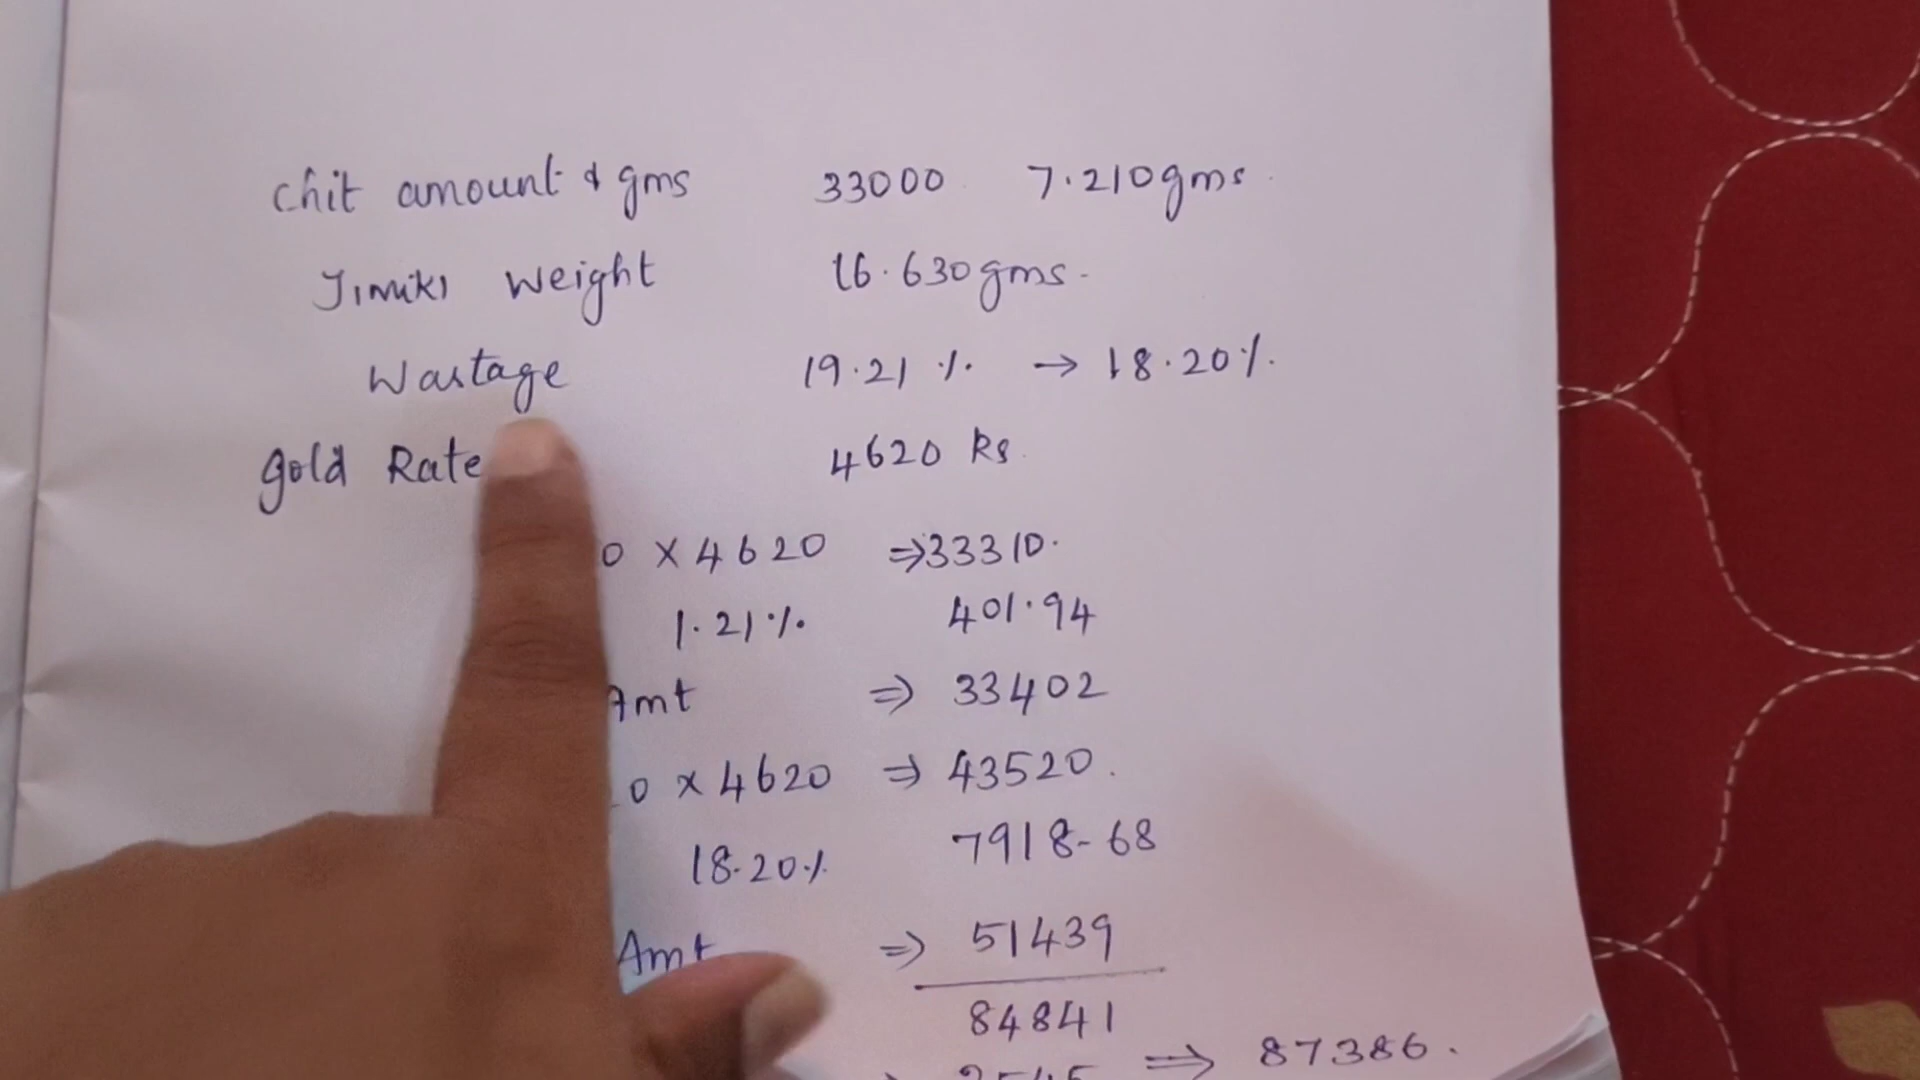 Chit amount & gms 33000 7.210gms.
Jimiki Weight 16.630gms-
Wastage 19.21 % → 18.20%.
gold Rate 4620 Rs.
0 x 4620 ⇒ 33310.
1.21% 401.94
Amt ⇒ 33402
0 x 4620 ⇒ 43520.
18.20% 7918-68
Amt ⇒ 51439
84841
2545 ⇒ 87386.